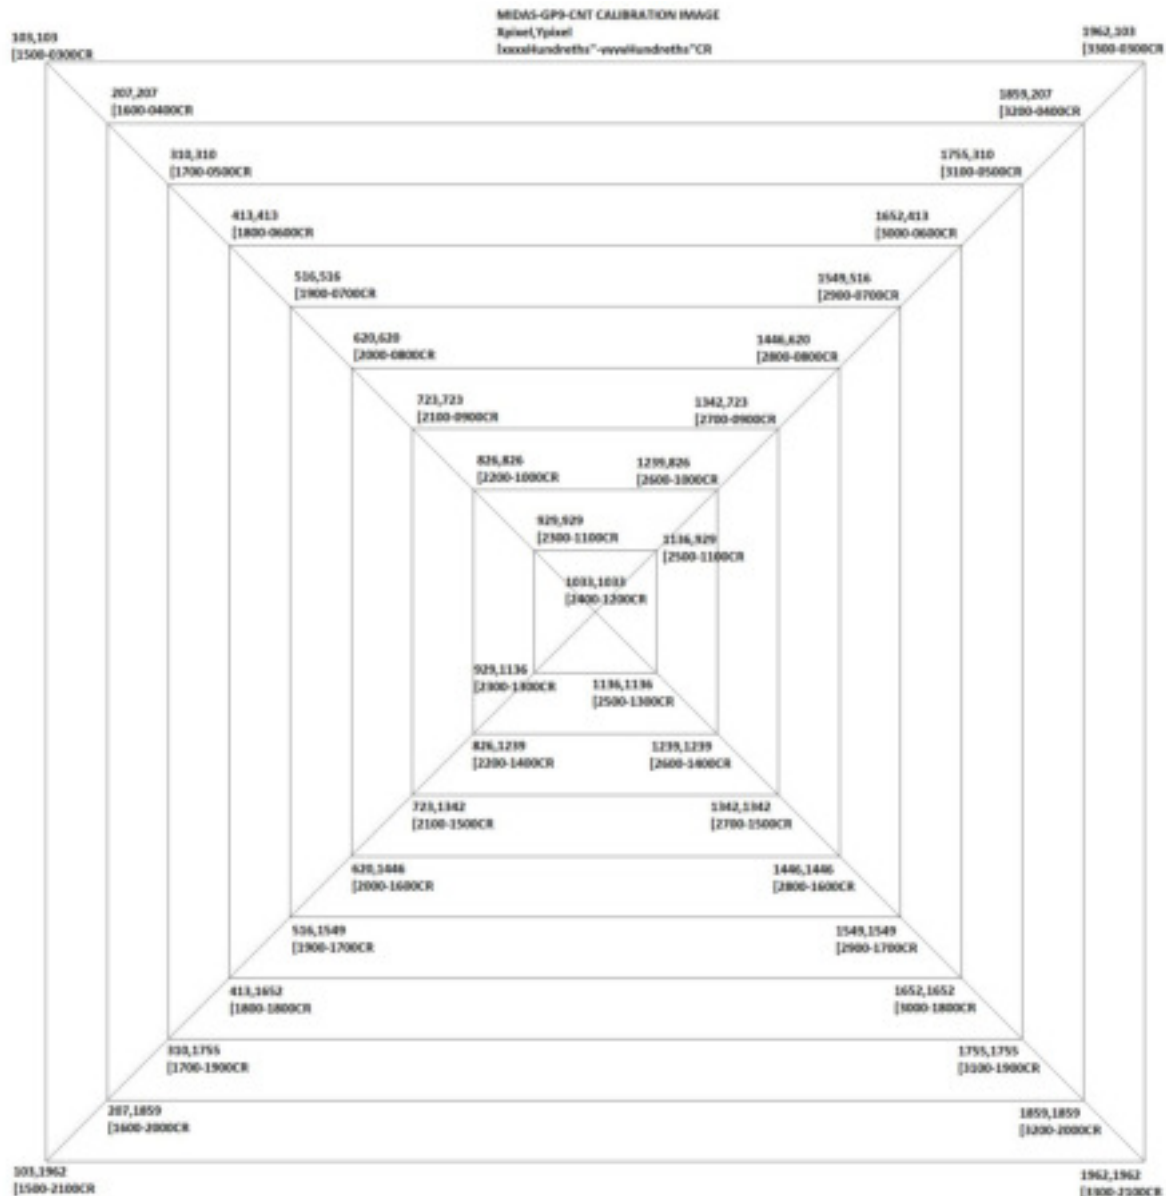 MIDAS-GP9-CNT CALIBRATION IMAGE
Xpixel,Ypixel
[xxxxHundreths"-yyyyHundreths"CR
103,103
[1500-0300CR
1962,103
[3300-0300CR
207,207
[1600-0400CR
1859,207
[3200-0400CR
310,310
[1700-0500CR
1755,310
[3100-0500CR
413,413
[1800-0600CR
1652,413
[3000-0600CR
516,516
[1900-0700CR
1549,516
[2900-0700CR
620,620
[2000-0800CR
1446,620
[2800-0800CR
723,723
[2100-0900CR
1342,723
[2700-0900CR
826,826
[2200-1000CR
1239,826
[2600-1000CR
929,929
[2300-1100CR
1136,929
[2500-1100CR
1033,1033
[2400-1200CR
929,1136
[2300-1300CR
1136,1136
[2500-1300CR
826,1239
[2200-1400CR
1239,1239
[2600-1400CR
723,1342
[2100-1500CR
1342,1342
[2700-1500CR
620,1446
[2000-1600CR
1446,1446
[2800-1600CR
516,1549
[1900-1700CR
1549,1549
[2900-1700CR
413,1652
[1800-1800CR
1652,1652
[3000-1800CR
310,1755
[1700-1900CR
1755,1755
[3100-1900CR
207,1859
[1600-2000CR
1859,1859
[3200-2000CR
103,1962
[1500-2100CR
1962,1962
[3300-2100CR